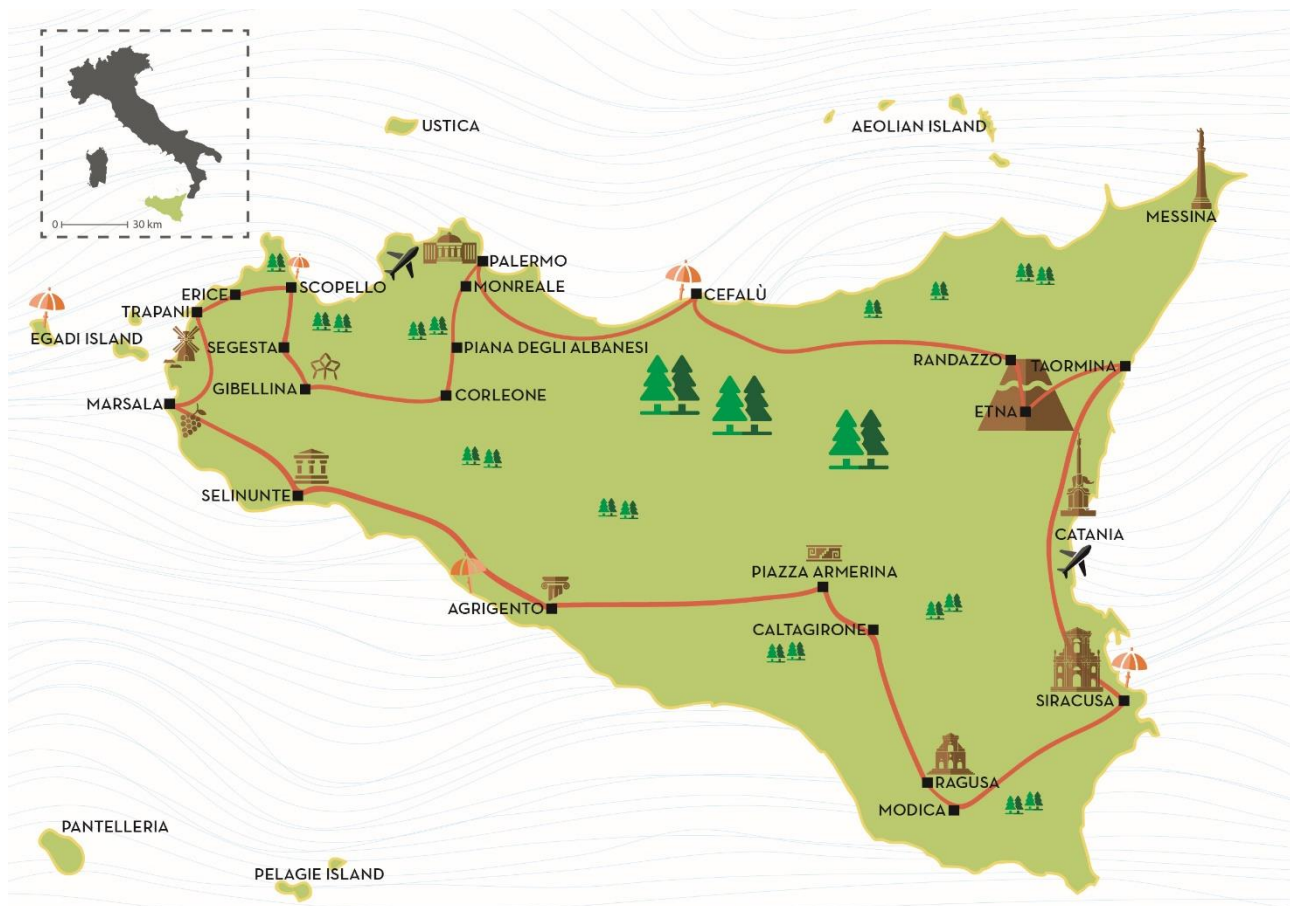 0 30 km
USTICA
AEOLIAN ISLAND
MESSINA
PALERMO
MONREALE
SCOPELLO
ERICE
TRAPANI
CEFALÙ
EGADI ISLAND
SEGESTA
PIANA DEGLI ALBANESI
RANDAZZO
TAORMINA
GIBELLINA
CORLEONE
MARSALA
ETNA
SELINUNTE
CATANIA
PIAZZA ARMERINA
AGRIGENTO
CALTAGIRONE
SIRACUSA
RAGUSA
MODICA
PANTELLERIA
PELAGIE ISLAND